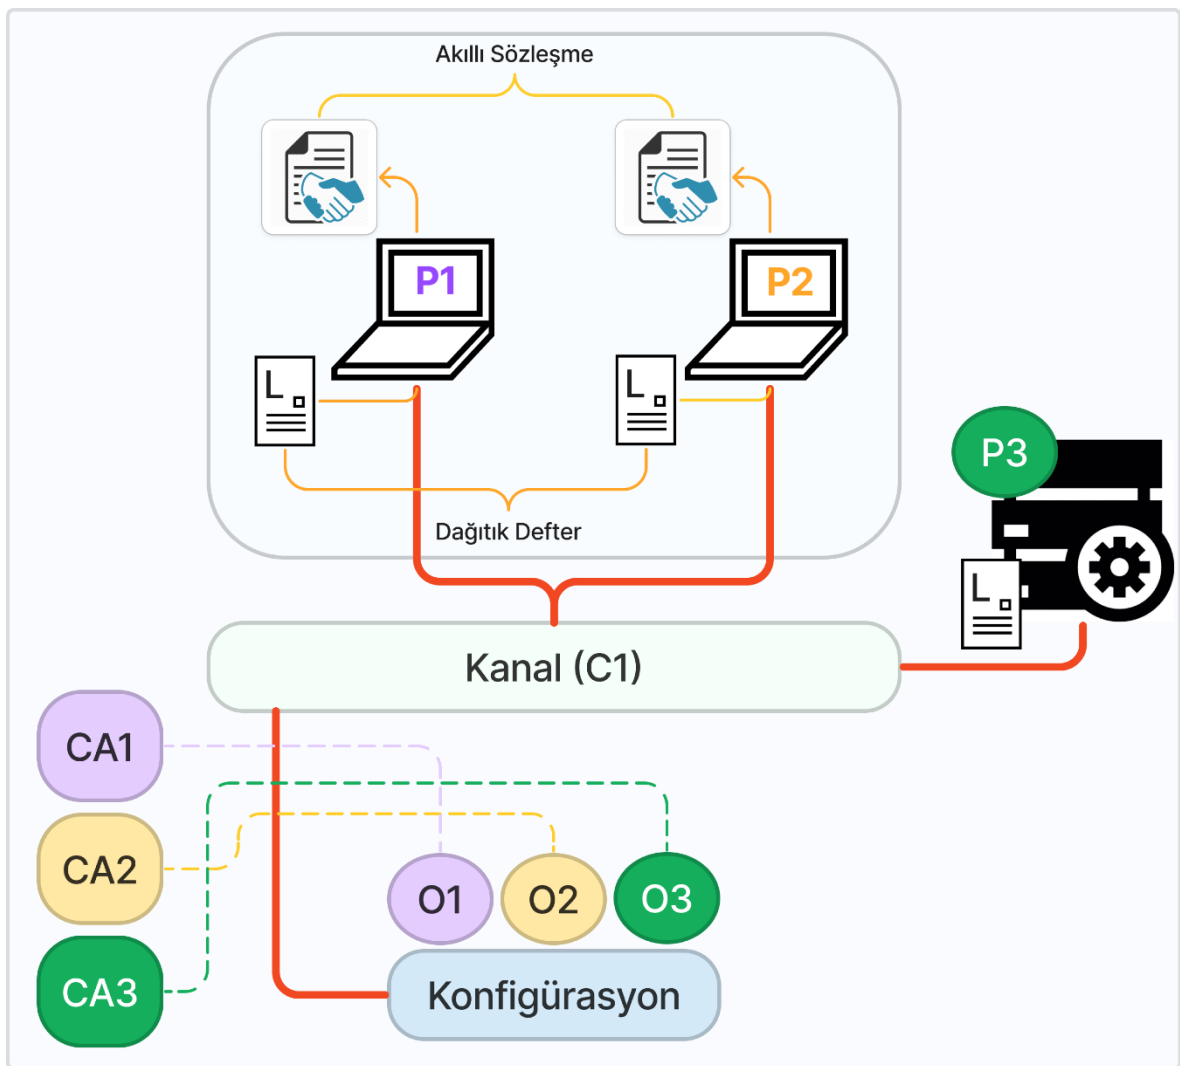 Akıllı Sözleşme
P1
P2
L
L
Dağıtık Defter
P3
L
Kanal (C1)
CA1
CA2
CA3
O1
O2
O3
Konfigürasyon